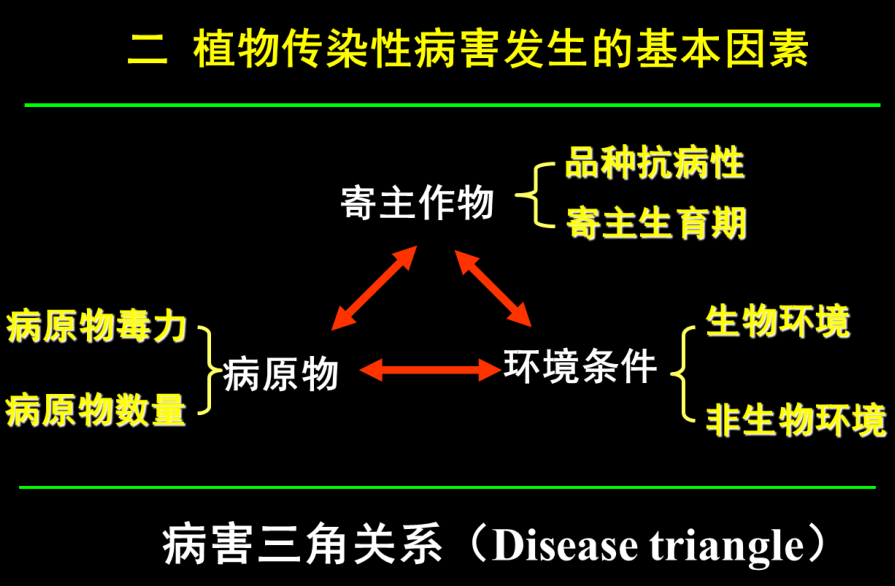 二 植物传染性病害发生的基本因素
品种抗病性
寄主作物
寄主生育期
病原物毒力
生物环境
病原物
环境条件
病原物数量
非生物环境
病害三角关系（Disease triangle）